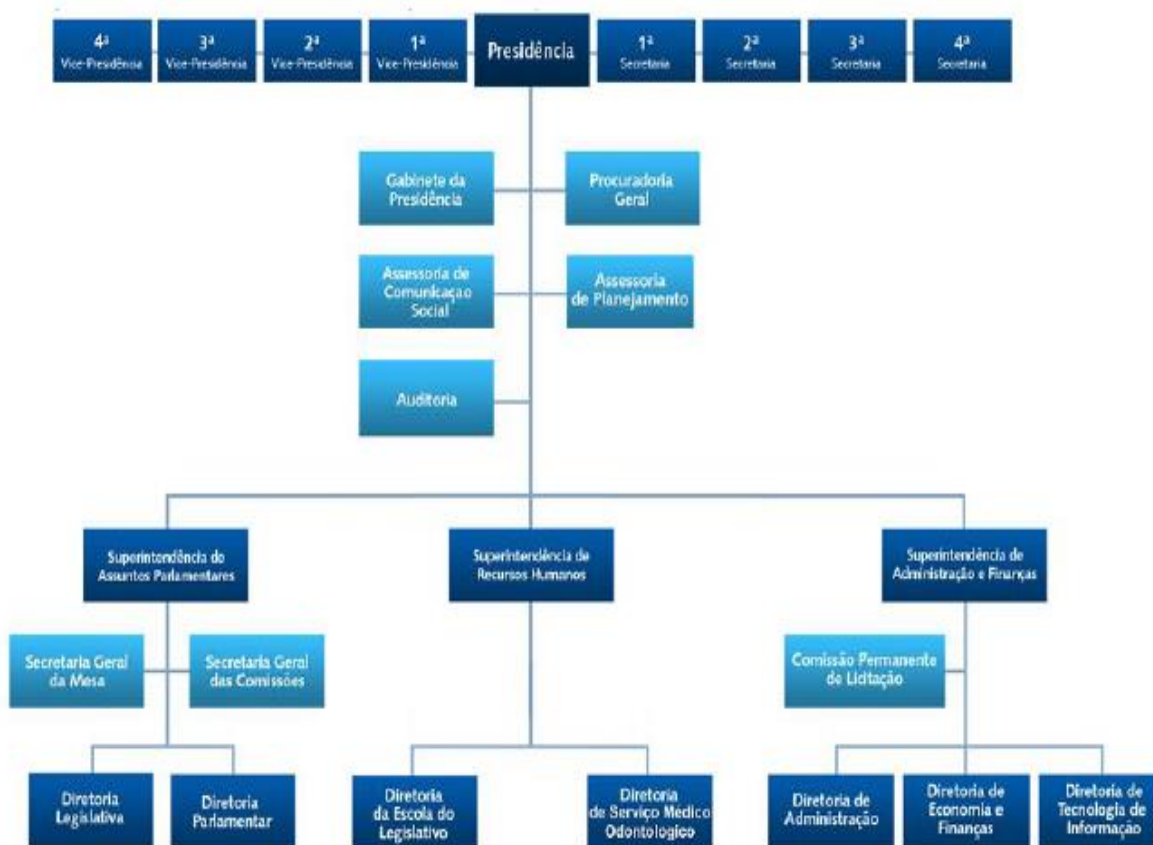 4ª
Vice-Presidência
3ª
Vice-Presidência
2ª
Vice-Presidência
1ª
Vice-Presidência
Presidência
1ª
Secretaria
2ª
Secretaria
3ª
Secretaria
4ª
Secretaria
Gabinete da
Presidência
Procuradoria
Geral
Assessoria de
Comunicaçao
Social
Assessoria
de Planejamento
Auditoria
Superintendência de
Assuntos Parlamentares
Superintendência de
Recursos Humanos
Superintendência de
Administração e Finanças
Secretaria Geral
da Mesa
Secretaria Geral
das Comissões
Comissão Permanente
de Licitação
Diretoria
Legislativa
Diretoria
Parlamentar
Diretoria
da Escola do
Legislativo
Diretoria
de Serviço Medico
Odontologico
Diretoria de
Administração
Diretoria de
Economia e
Finanças
Diretoria de
Tecnologia de
Informação